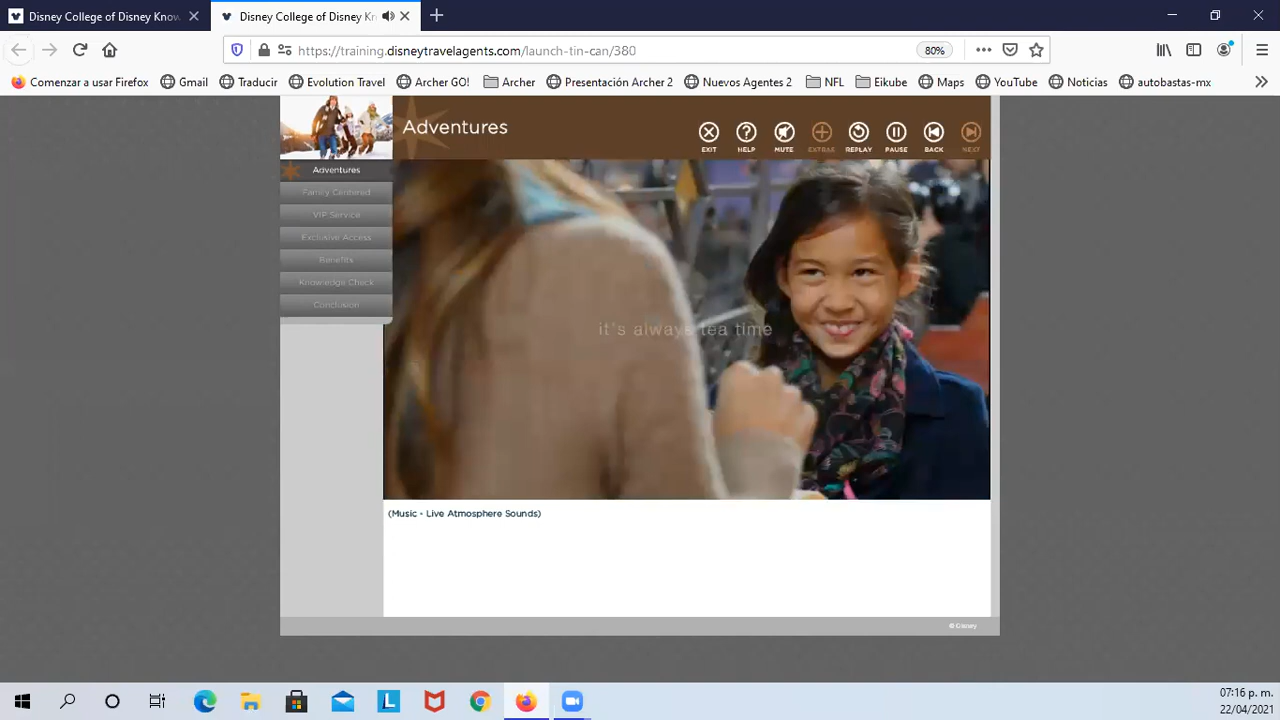 Disney College of Disney Know
Disney College of Disney Kn
https://training.disneytravelagents.com/launch-tin-can/380
80%
Comenzar a usar Firefox
Gmail
Traducir
Evolution Travel
Archer GO!
Archer
Presentación Archer 2
Nuevos Agentes 2
NFL
Eikube
Maps
YouTube
Noticias
autobastas-mx
Adventures
EXIT
HELP
MUTE
EXTRAS
REPLAY
PAUSE
BACK
NEXT
Adventures
Family Centered
VIP Service
Exclusive Access
Benefits
Knowledge Check
Conclusion
it's always tea time
(Music - Live Atmosphere Sounds)
© Disney
07:16 p. m.
22/04/2021